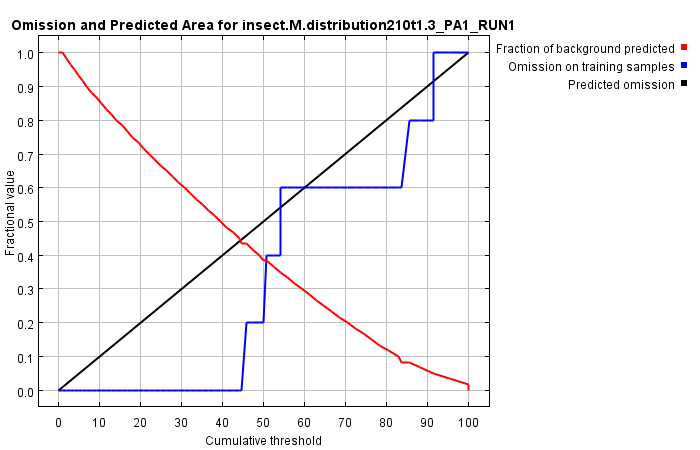 Omission and Predicted Area for insect.M.distribution210t1.3_PA1_RUN1
Fraction of background predicted
Omission on training samples
Predicted omission
Fractional value
1.0
0.9
0.8
0.7
0.6
0.5
0.4
0.3
0.2
0.1
0.0
0 10 20 30 40 50 60 70 80 90 100
Cumulative threshold